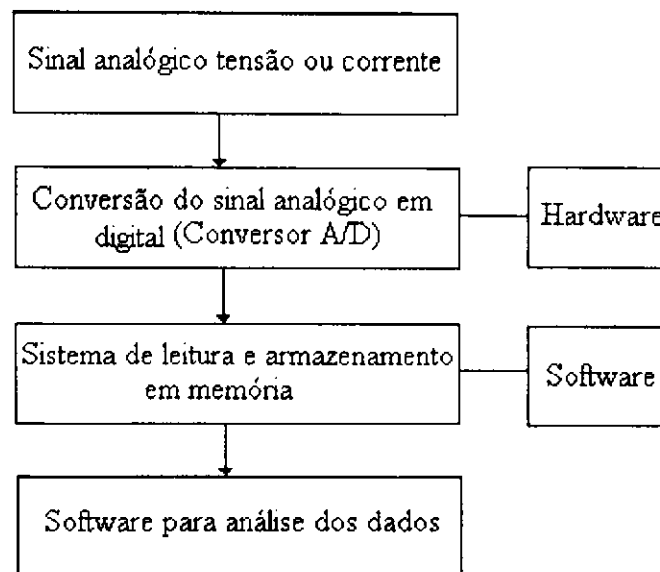 Sinal analógico tensão ou corrente
Conversão do sinal analógico em
digital (Conversor A/D)
Hardware
Sistema de leitura e armazenamento
em memória
Software
Software para análise dos dados